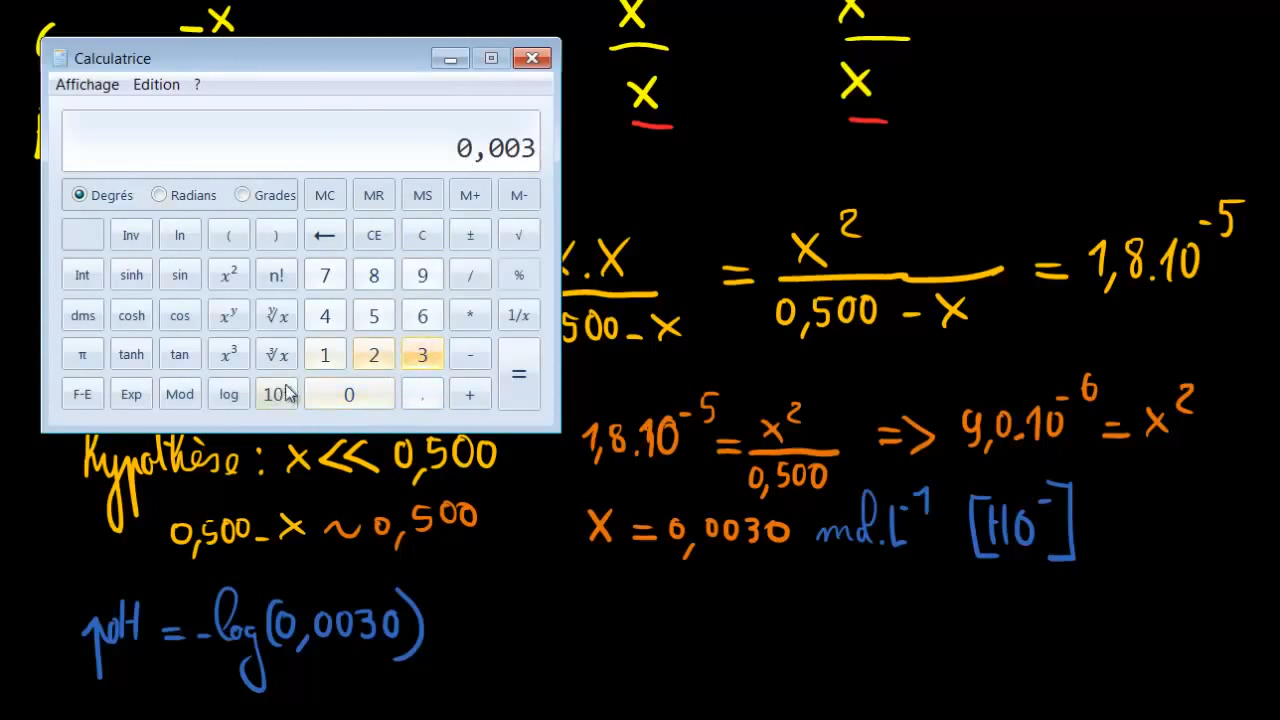 -x
x
x
Calculatrice
Affichage Edition ?
0,003
x
x
Degrés Radians Grades MC MR MS M+ M-
Inv ln ( ) ← CE C ± √
Int sinh sin x² n! 7 8 9 / %
dms cosh cos xʸ ʸ√x 4 5 6 * 1/x
π tanh tan x³ ³√x 1 2 3 - =
F-E Exp Mod log 10 0 . +
x.x = x² = 1,8.10⁻⁵
500-x 0,500-x
1,8.10⁻⁵ = x² => 9,0.10⁻⁶ = x²
0,500
Hypothèse : x << 0,500
0,500-x ~ 0,500
x = 0,0030 mol.L⁻¹ [HO⁻]
pOH = -log(0,0030)